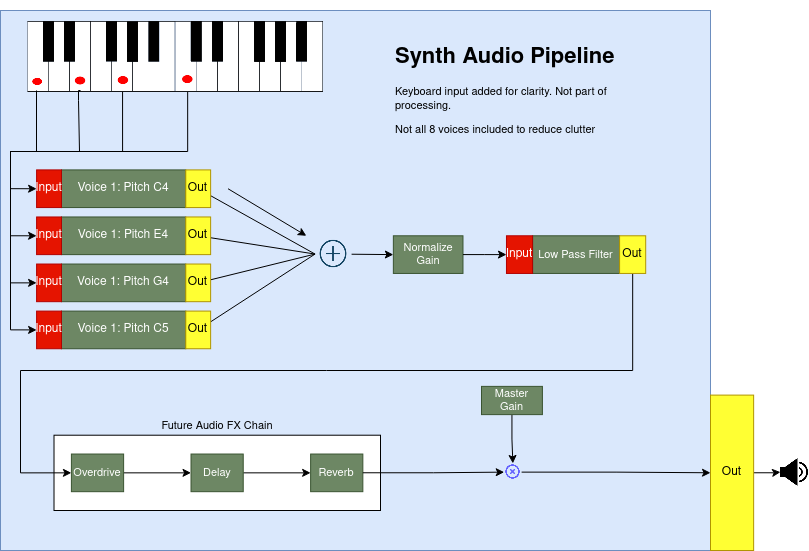 Synth Audio Pipeline
Keyboard input added for clarity. Not part of
processing.
Not all 8 voices included to reduce clutter
Input Voice 1: Pitch C4 Out
Input Voice 1: Pitch E4 Out
Input Voice 1: Pitch G4 Out
Input Voice 1: Pitch C5 Out
Normalize
Gain
Input Low Pass Filter Out
Master
Gain
Future Audio FX Chain
Overdrive Delay Reverb
Out